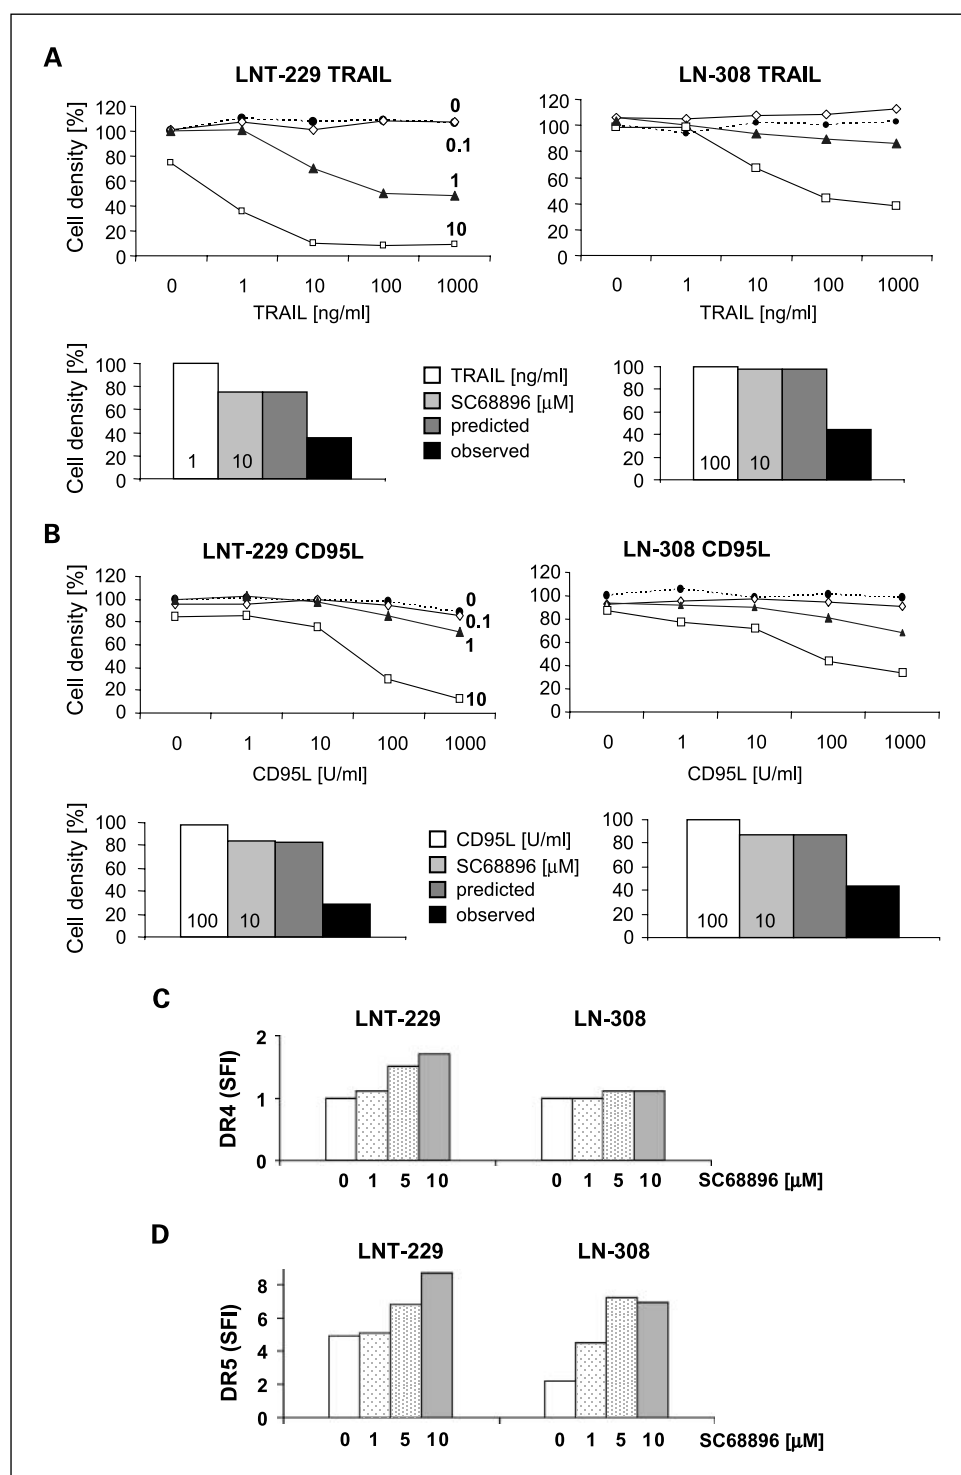 A
LNT-229 TRAIL
LN-308 TRAIL
Cell density [%]
120
100
80
60
40
20
0
0
0.1
1
10
0 1 10 100 1000
TRAIL [ng/ml]
Cell density [%]
120
100
80
60
40
20
0
0 1 10 100 1000
TRAIL [ng/ml]
Cell density [%]
100
80
60
40
20
0
1 10
TRAIL [ng/ml]
SC68896 [µM]
predicted
observed
100
80
60
40
20
0
100 10
B
LNT-229 CD95L
LN-308 CD95L
Cell density [%]
120
100
80
60
40
20
0
0
0.1
1
10
0 1 10 100 1000
CD95L [U/ml]
Cell density [%]
120
100
80
60
40
20
0
0 1 10 100 1000
CD95L [U/ml]
Cell density [%]
100
80
60
40
20
0
100 10
CD95L [U/ml]
SC68896 [µM]
predicted
observed
100
80
60
40
20
0
100 10
C
LNT-229 LN-308
DR4 (SFI)
2
1
0
0 1 5 10 0 1 5 10 SC68896 [µM]
D
LNT-229 LN-308
DR5 (SFI)
8
6
4
2
0
0 1 5 10 0 1 5 10 SC68896 [µM]